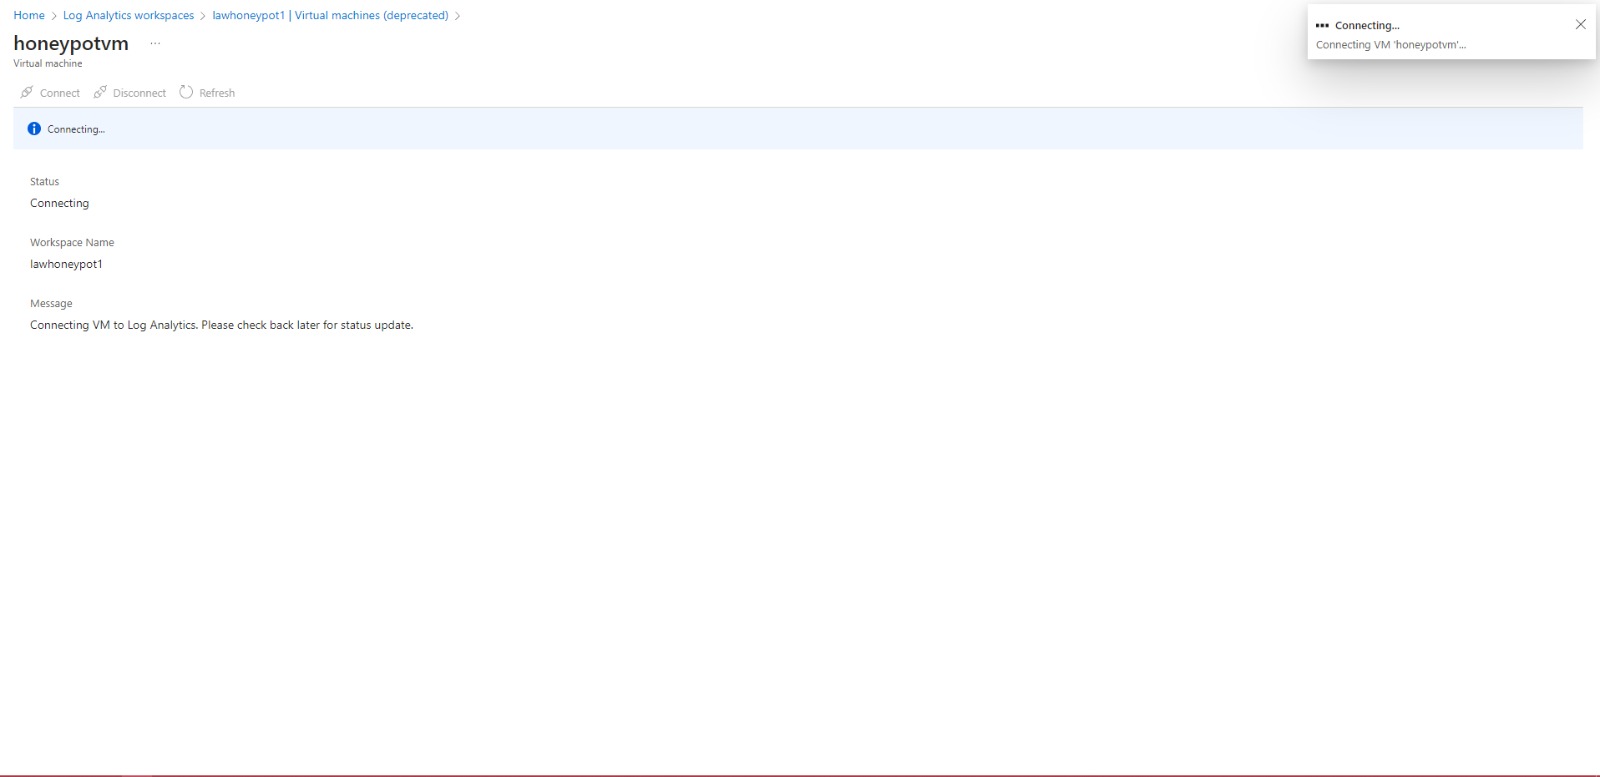 Home > Log Analytics workspaces > lawhoneypot1 | Virtual machines (deprecated) >
honeypotvm ...
Virtual machine
Connect Disconnect Refresh
Connecting...
Status
Connecting
Workspace Name
lawhoneypot1
Message
Connecting VM to Log Analytics. Please check back later for status update.
Connecting...
Connecting VM 'honeypotvm'...